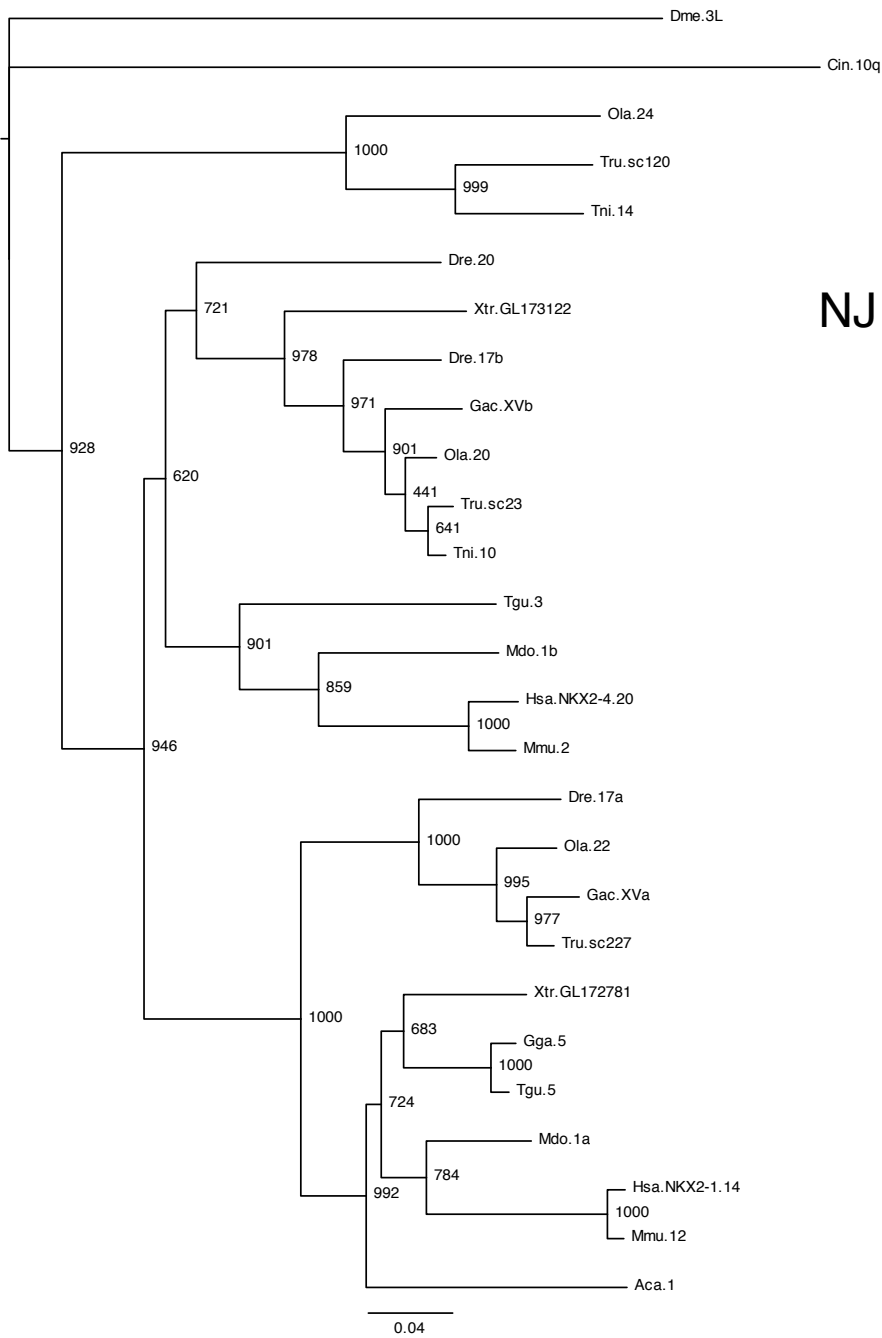 Dme.3L
Cin.10q
Ola.24
1000
Tru.sc120
999
Tni.14
Dre.20
721
Xtr.GL173122
NJ
978
Dre.17b
971
Gac.XVb
928
901
Ola.20
620
441
Tru.sc23
641
Tni.10
Tgu.3
901
Mdo.1b
859
Hsa.NKX2-4.20
1000
946
Mmu.2
Dre.17a
1000
Ola.22
995
Gac.XVa
977
Tru.sc227
Xtr.GL172781
1000
683
Gga.5
1000
Tgu.5
724
Mdo.1a
784
Hsa.NKX2-1.14
992
1000
Mmu.12
Aca.1
0.04